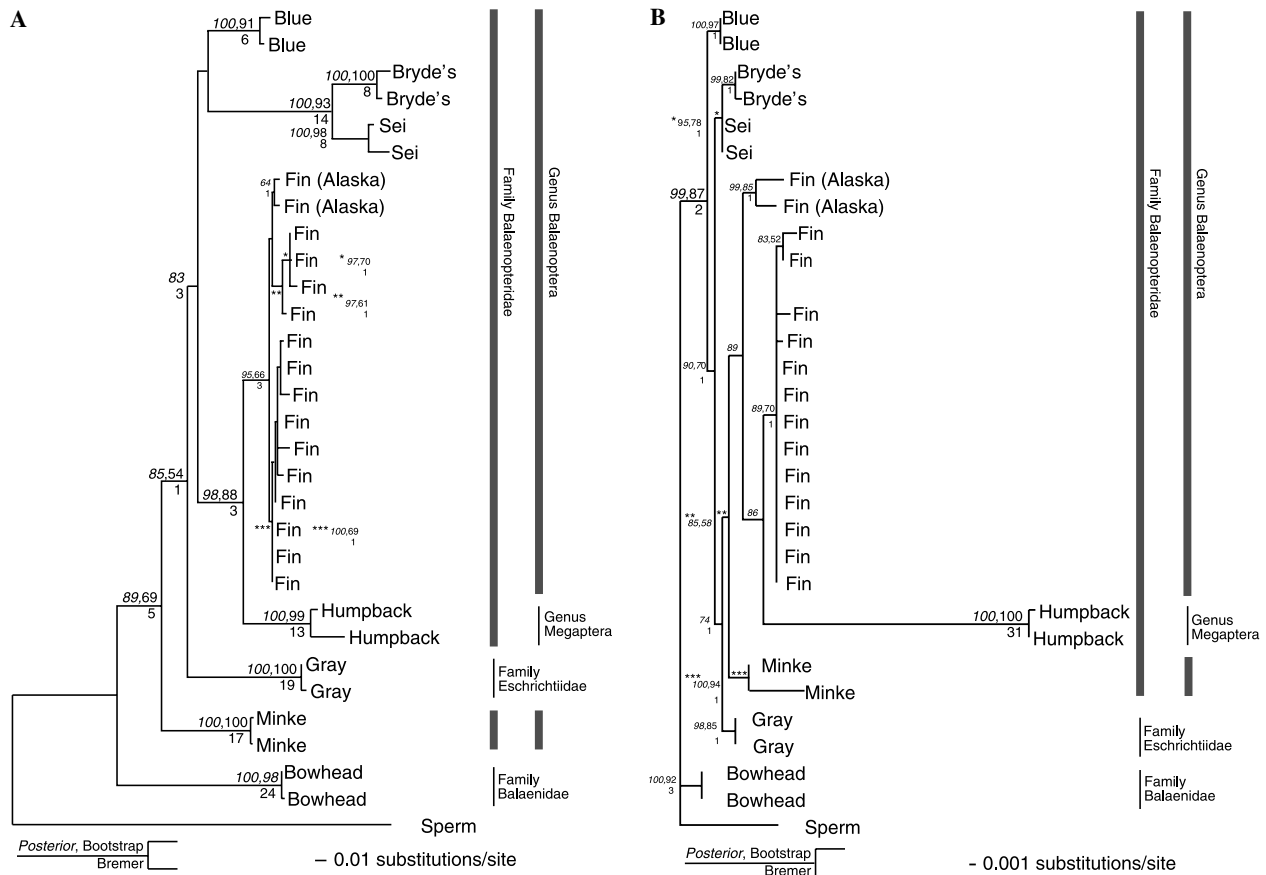 A
Blue
100,91
6
Blue
Bryde's
100,100
8
Bryde's
100,93
14
Sei
100,98
8
Sei
Fin (Alaska)
64
1
Fin (Alaska)
Fin
*
Fin
* 97,70
1
**
Fin
** 97,61
1
Fin
83
3
Fin
Fin
95,66
3
Fin
Fin
Fin
Fin
85,54
1
98,88
3
Fin
***
Fin
*** 100,69
1
Fin
Fin
89,69
5
Humpback
100,99
13
Humpback
Gray
100,100
19
Gray
Minke
100,100
17
Minke
Bowhead
100,98
24
Bowhead
Sperm
Family Balaenopteridae
Genus Balaenoptera
Genus
Megaptera
Family
Eschrichtiidae
Family
Balaenidae
Posterior, Bootstrap
Bremer
– 0.01 substitutions/site
B
Blue
100,97
1
Blue
Bryde's
99,82
1
Bryde's
*
* 95,78
1
Sei
Sei
99,87
2
Fin (Alaska)
99,85
1
Fin (Alaska)
Fin
83,52
Fin
Fin
Fin
89
90,70
1
Fin
Fin
89,70
1
Fin
Fin
Fin
Fin
Fin
Fin
86
**
** 85,58
Humpback
100,100
31
Humpback
74
1
Minke
***
*** 100,94
1
Minke
Gray
98,85
1
Gray
Bowhead
100,92
3
Bowhead
Sperm
Family Balaenopteridae
Genus Balaenoptera
Genus
Megaptera
Family
Eschrichtiidae
Family
Balaenidae
Posterior, Bootstrap
Bremer
- 0.001 substitutions/site